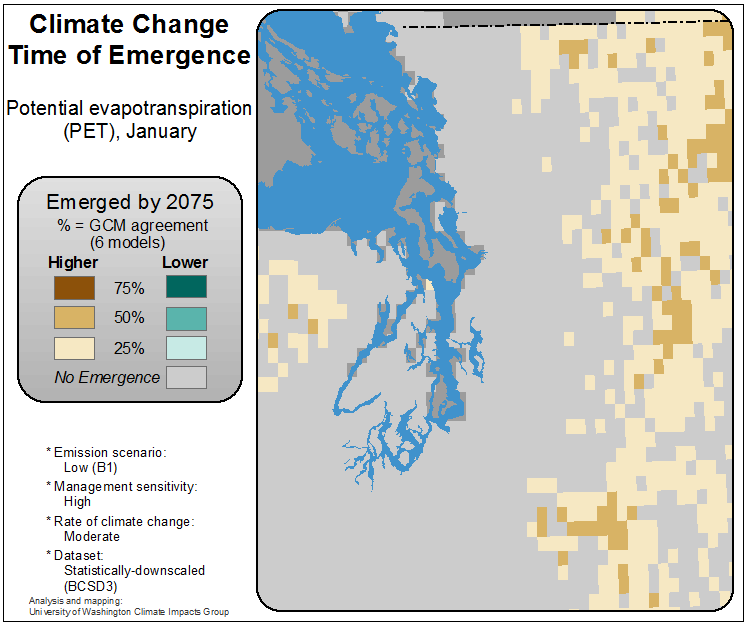 Climate Change
Time of Emergence
Potential evapotranspiration
(PET), January
Emerged by 2075
% = GCM agreement
(6 models)
Higher Lower
75%
50%
25%
No Emergence
* Emission scenario:
Low (B1)
* Management sensitivity:
High
* Rate of climate change:
Moderate
* Dataset:
Statistically-downscaled
(BCSD3)
Analysis and mapping:
University of Washington Climate Impacts Group